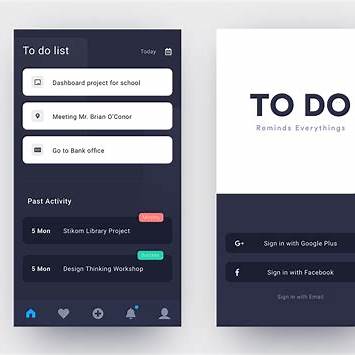 To do list
Today
Dashboard project for school
Meeting Mr. Brian O'Conor
Go to Bank office
Past Activity
5 Mon Stikom Library Project
5 Mon Design Thinking Workshop
TO DO
Reminds Everythings
G+ Sign in with Google Plus
f Sign in with Facebook
Sign in with Email